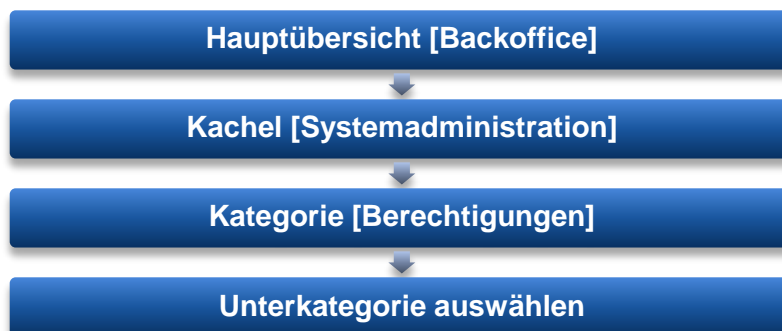 Hauptübersicht [Backoffice]
Kachel [Systemadministration]
Kategorie [Berechtigungen]
Unterkategorie auswählen